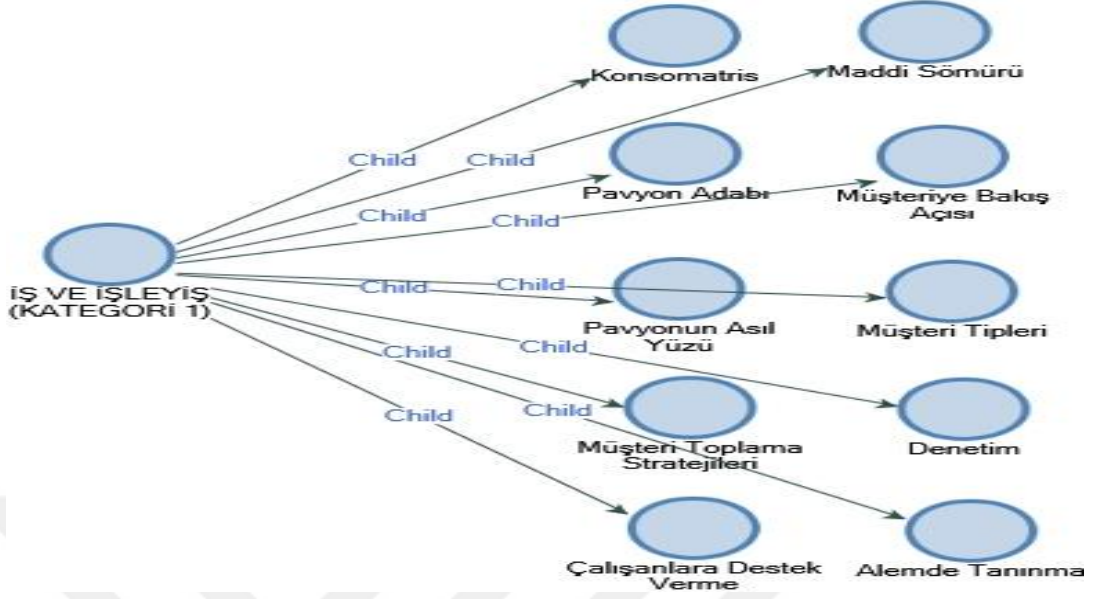 Konsomatris
Maddi Sömürü
Child
Child
Pavyon Adabı
Müşteriye Bakış
Açısı
Child
Child
İŞ VE İŞLEYİŞ
(KATEGORİ 1)
Child
Child
Pavyonun Asıl
Yüzü
Müşteri Tipleri
Child
Child
Müşteri Toplama
Stratejileri
Denetim
Child
Child
Çalışanlara Destek
Verme
Alemde Tanınma